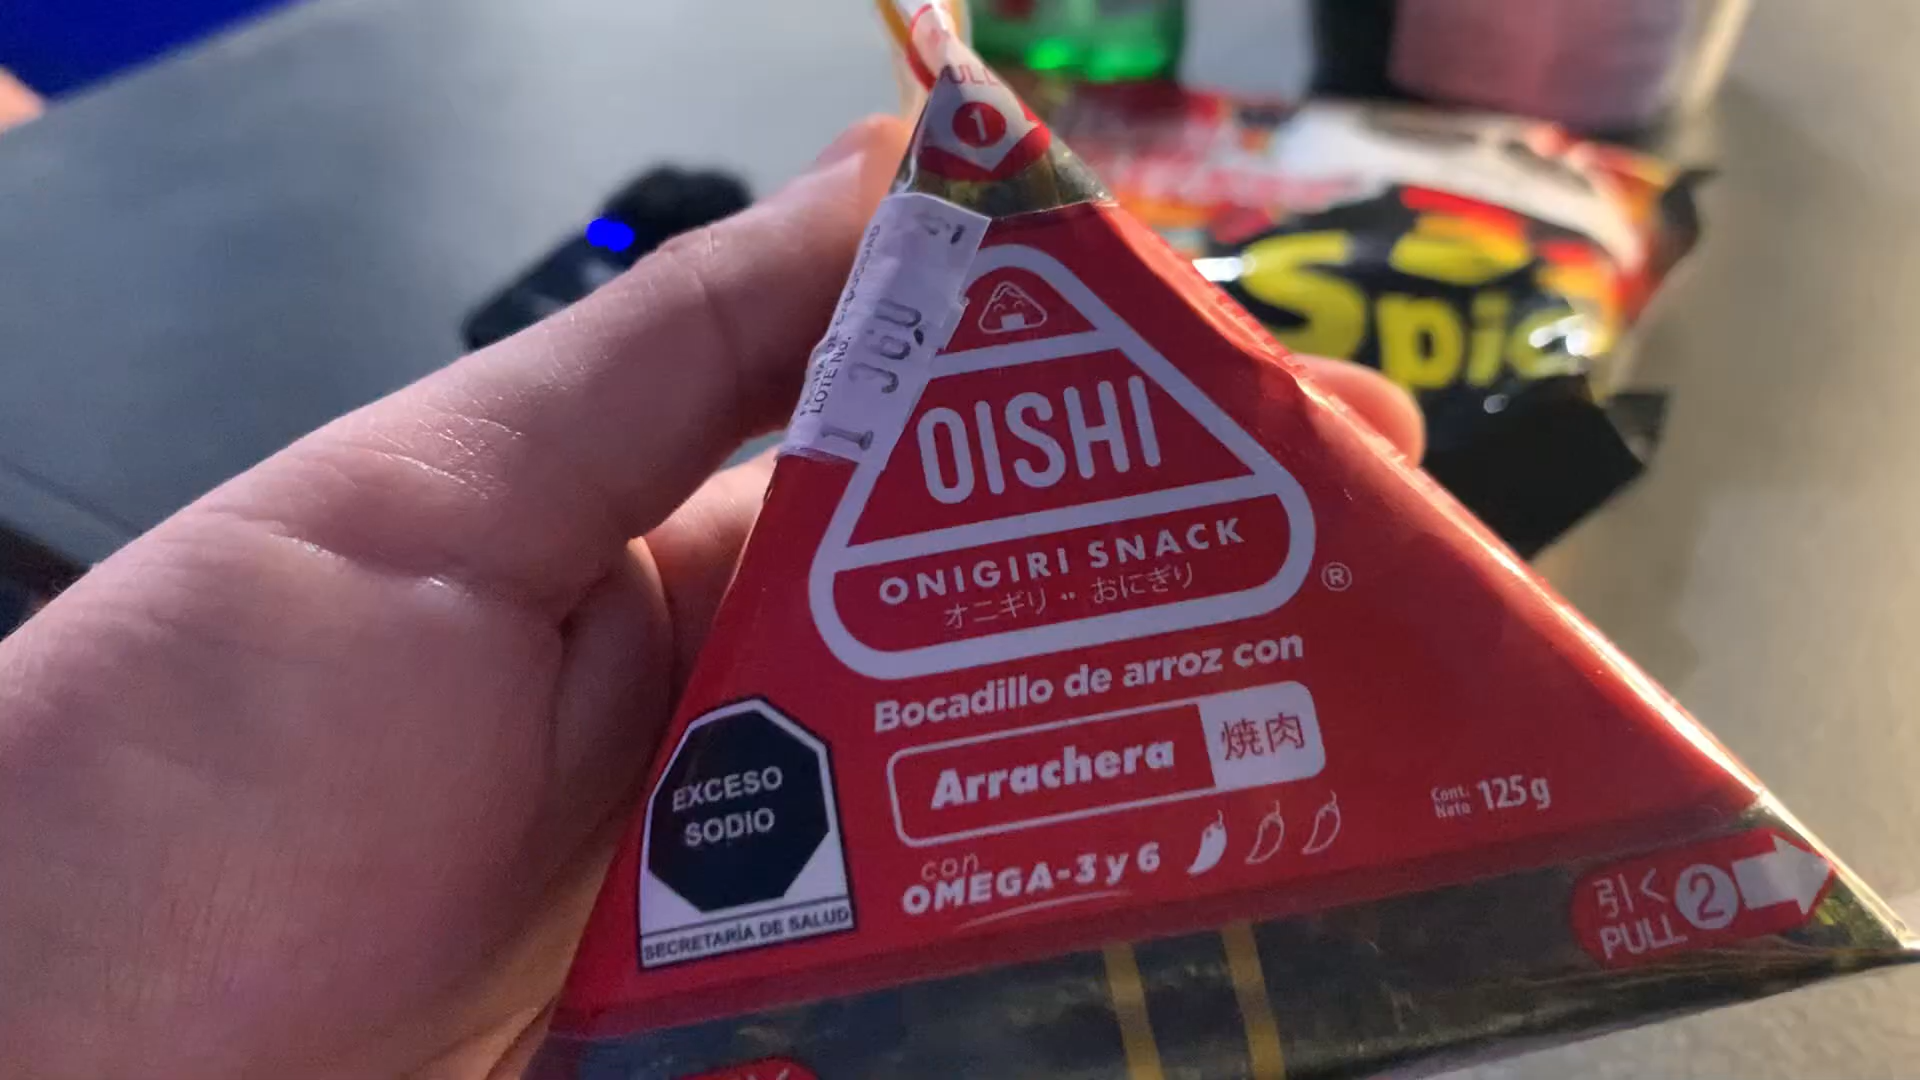 1
LOTE No.
OISHI
ONIGIRI SNACK
オニギリ ·· おにぎり
®
Bocadillo de arroz con
Arrachera 焼肉
con
OMEGA-3 y 6
Cont. Neto 125 g
EXCESO
SODIO
SECRETARÍA DE SALUD
引く
PULL 2
Spic